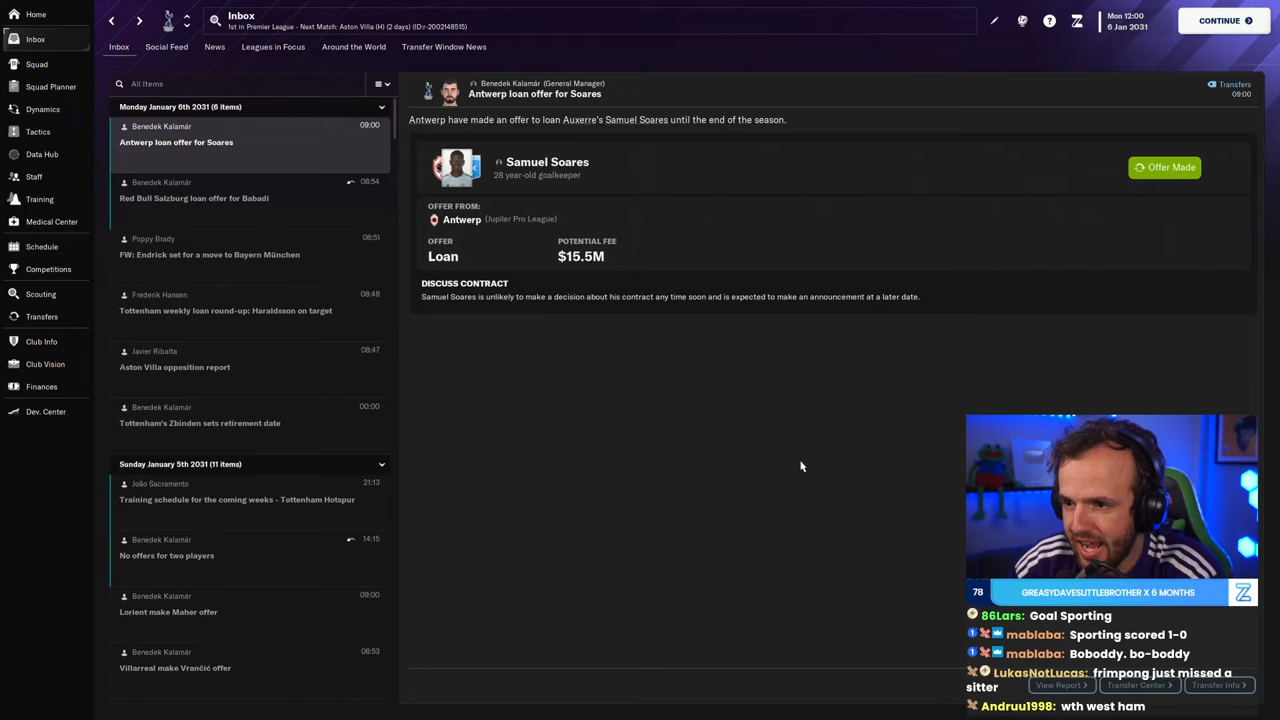 Home
Inbox
Squad
Squad Planner
Dynamics
Tactics
Data Hub
Staff
Training
Medical Center
Schedule
Competitions
Scouting
Transfers
Club Info
Club Vision
Finances
Dev. Center
Inbox
1st in Premier League - Next Match: Aston Villa (H) (2 days) (ID:-2002148515)
Mon 12:00
6 Jan 2031
CONTINUE
Inbox
Social Feed
News
Leagues in Focus
Around the World
Transfer Window News
All Items
Monday January 6th 2031 (6 items)
Benedek Kalamár 09:00
Antwerp loan offer for Soares
Benedek Kalamár 08:54
Red Bull Salzburg loan offer for Babadi
Poppy Brady 08:51
FW: Endrick set for a move to Bayern München
Frederik Hansen 08:48
Tottenham weekly loan round-up: Haraldsson on target
Javier Ribalta 08:47
Aston Villa opposition report
Benedek Kalamár 00:00
Tottenham's Zbinden sets retirement date
Sunday January 5th 2031 (11 items)
João Sacramento 21:13
Training schedule for the coming weeks - Tottenham Hotspur
Benedek Kalamár 14:15
No offers for two players
Benedek Kalamár 09:00
Lorient make Maher offer
Benedek Kalamár 08:53
Villarreal make Vrančić offer
Benedek Kalamár (General Manager)
Antwerp loan offer for Soares
Transfers
09:00
Antwerp have made an offer to loan Auxerre's Samuel Soares until the end of the season.
Samuel Soares
28 year-old goalkeeper
Offer Made
OFFER FROM:
Antwerp (Jupiler Pro League)
OFFER
Loan
POTENTIAL FEE
$15.5M
DISCUSS CONTRACT
Samuel Soares is unlikely to make a decision about his contract any time soon and is expected to make an announcement at a later date.
78 GREASYDAVESLITTLEBROTHER X 6 MONTHS
86Lars: Goal Sporting
mablaba: Sporting scored 1-0
mablaba: Boboddy. bo-boddy
LukasNotLucas: frimpong just missed a
sitter
View Report
Transfer Center
Transfer Info
Andruu1998: wth west ham